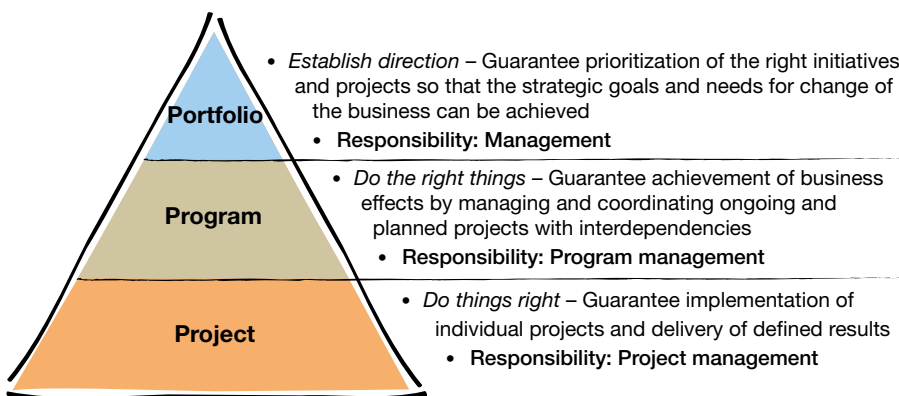 • Establish direction – Guarantee prioritization of the right initiatives
and projects so that the strategic goals and needs for change of
the business can be achieved
Portfolio
• Responsibility: Management
• Do the right things – Guarantee achievement of business
effects by managing and coordinating ongoing and
Program
planned projects with interdependencies
• Responsibility: Program management
• Do things right – Guarantee implementation of
individual projects and delivery of defined results
Project
• Responsibility: Project management